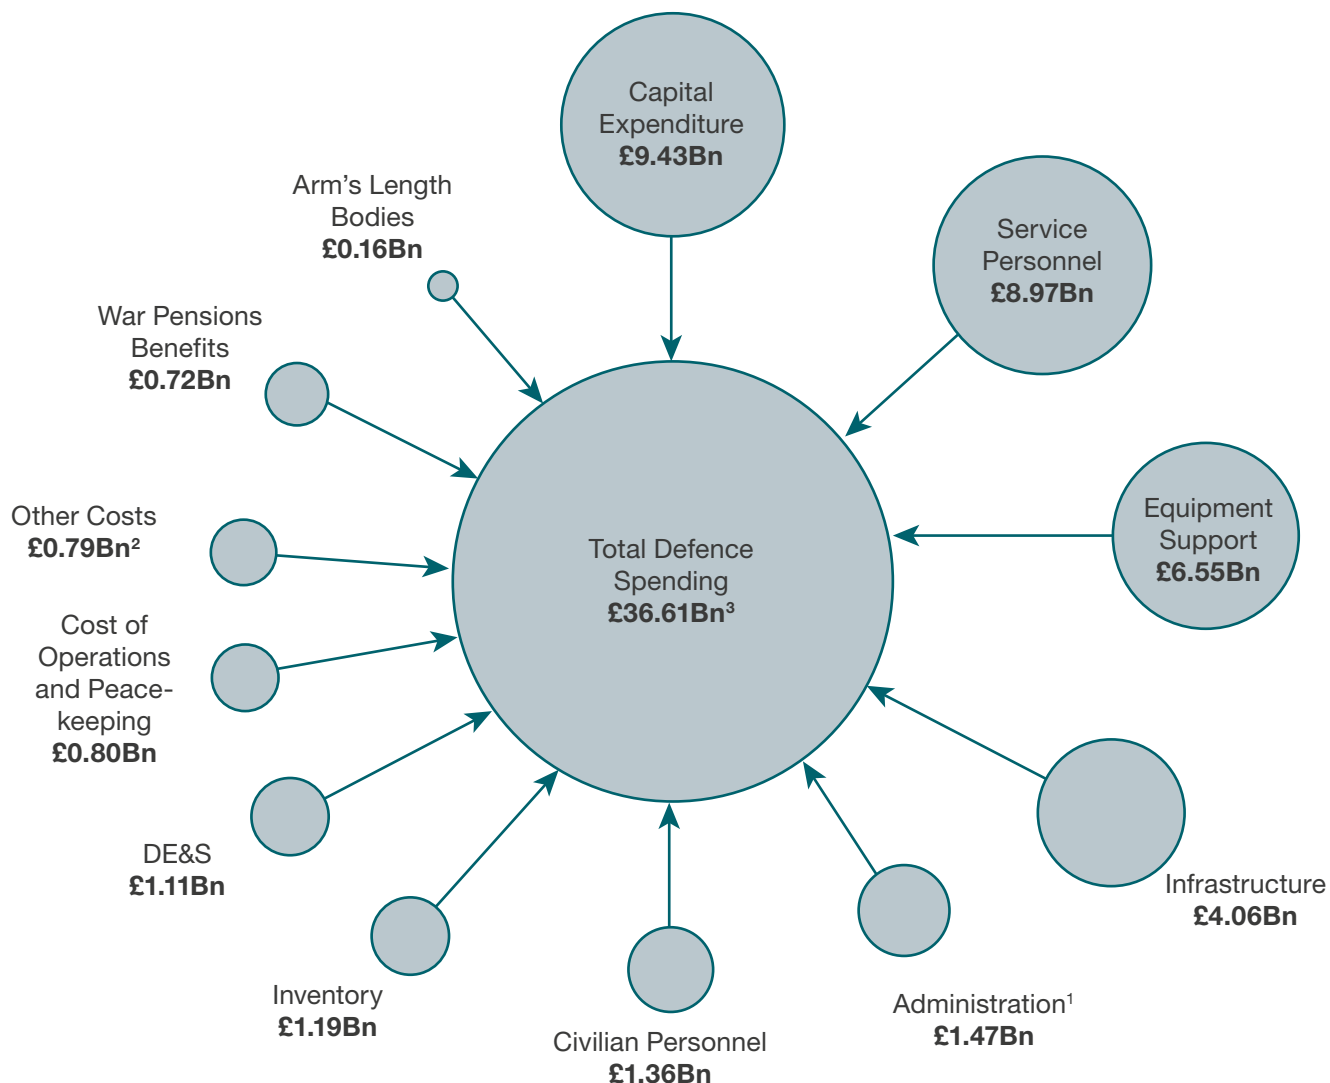 Capital
Expenditure
£9.43Bn
Service
Personnel
£8.97Bn
Equipment
Support
£6.55Bn
Infrastructure
£4.06Bn
Administration¹
£1.47Bn
Civilian Personnel
£1.36Bn
Inventory
£1.19Bn
DE&S
£1.11Bn
Cost of
Operations
and Peace-
keeping
£0.80Bn
Other Costs
£0.79Bn²
War Pensions
Benefits
£0.72Bn
Arm’s Length
Bodies
£0.16Bn
Total Defence
Spending
£36.61Bn³